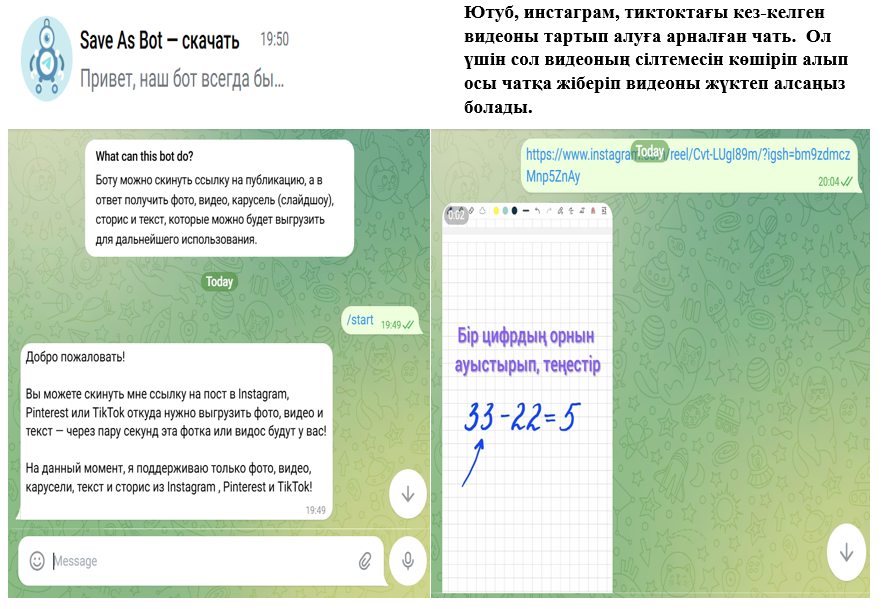 Save As Bot — скачать 19:50
Привет, наш бот всегда бы...
Ютуб, инстаграм, тиктоктағы кез-келген
видеоны тартып алуға арналған чать. Ол
үшін сол видеоның сілтемесін көшіріп алып
осы чатқа жіберіп видеоны жүктеп алсаңыз
болады.
What can this bot do?
Боту можно скинуть ссылку на публикацию, а в
ответ получить фото, видео, карусель (слайдшоу),
сторис и текст, которые можно будет выгрузить
для дальнейшего использования.
Today
/start 19:49
Добро пожаловать!
Вы можете скинуть мне ссылку на пост в Instagram,
Pinterest или TikTok откуда нужно выгрузить фото, видео и
текст — через пару секунд эта фотка или видос будут у вас!
На данный момент, я поддерживаю только фото, видео,
карусели, текст и сторис из Instagram , Pinterest и TikTok!
19:49
Message
Today
https://www.instagram.com/reel/Cvt-LUgI89m/?igsh=bm9zdmcz
Mnp5ZnAy
20:04
0:02
Бір цифрдың орнын
ауыстырып, теңестір
33-22=5